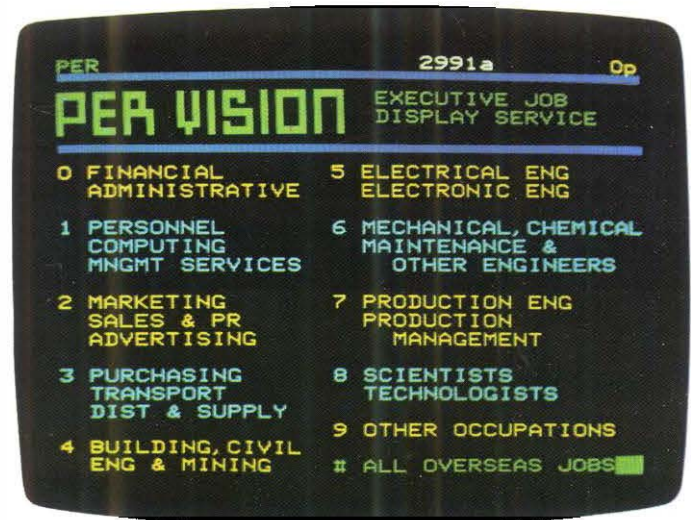 PER 2991a 0p
PER VISION
EXECUTIVE JOB
DISPLAY SERVICE
0 FINANCIAL
ADMINISTRATIVE
1 PERSONNEL
COMPUTING
MNGMT SERVICES
2 MARKETING
SALES & PR
ADVERTISING
3 PURCHASING
TRANSPORT
DIST & SUPPLY
4 BUILDING, CIVIL
ENG & MINING
5 ELECTRICAL ENG
ELECTRONIC ENG
6 MECHANICAL, CHEMICAL
MAINTENANCE &
OTHER ENGINEERS
7 PRODUCTION ENG
PRODUCTION
MANAGEMENT
8 SCIENTISTS
TECHNOLOGISTS
9 OTHER OCCUPATIONS
# ALL OVERSEAS JOBS